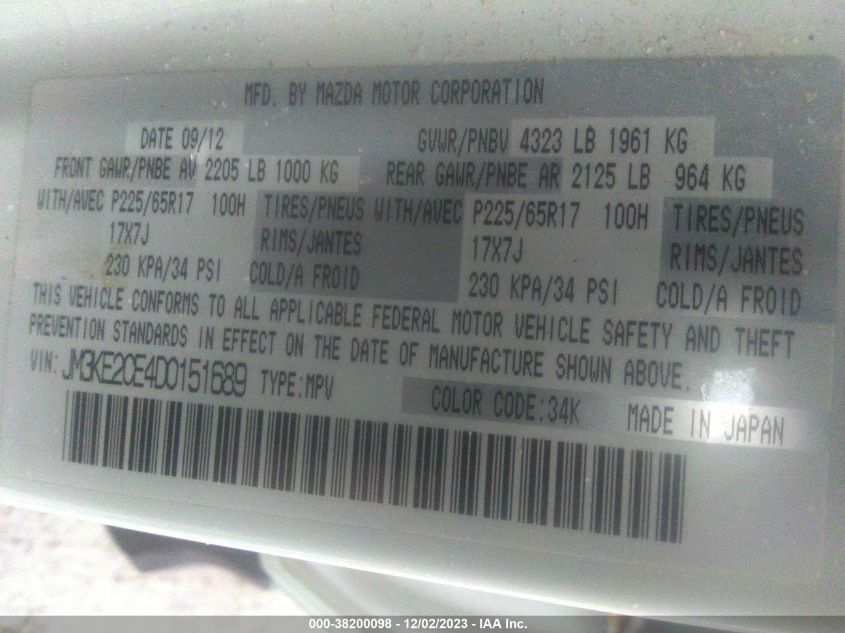 MFD. BY MAZDA MOTOR CORPORATION
DATE 09/12 GVWR/PNBV 4323 LB 1961 KG
FRONT GAWR/PNBE AV 2205 LB 1000 KG REAR GAWR/PNBE AR 2125 LB 964 KG
WITH/AVEC P225/65R17 100H TIRES/PNEUS WITH/AVEC P225/65R17 100H TIRES/PNEUS
17X7J RIMS/JANTES 17X7J RIMS/JANTES
230 KPA/34 PSI COLD/A FROID 230 KPA/34 PSI COLD/A FROID
THIS VEHICLE CONFORMS TO ALL APPLICABLE FEDERAL MOTOR VEHICLE SAFETY AND THEFT
PREVENTION STANDARDS IN EFFECT ON THE DATE OF MANUFACTURE SHOWN ABOVE.
VIN: JM3KE2CE4D0151689 TYPE:MPV
COLOR CODE:34K MADE IN JAPAN
000-38200098 - 12/02/2023 - IAA Inc.